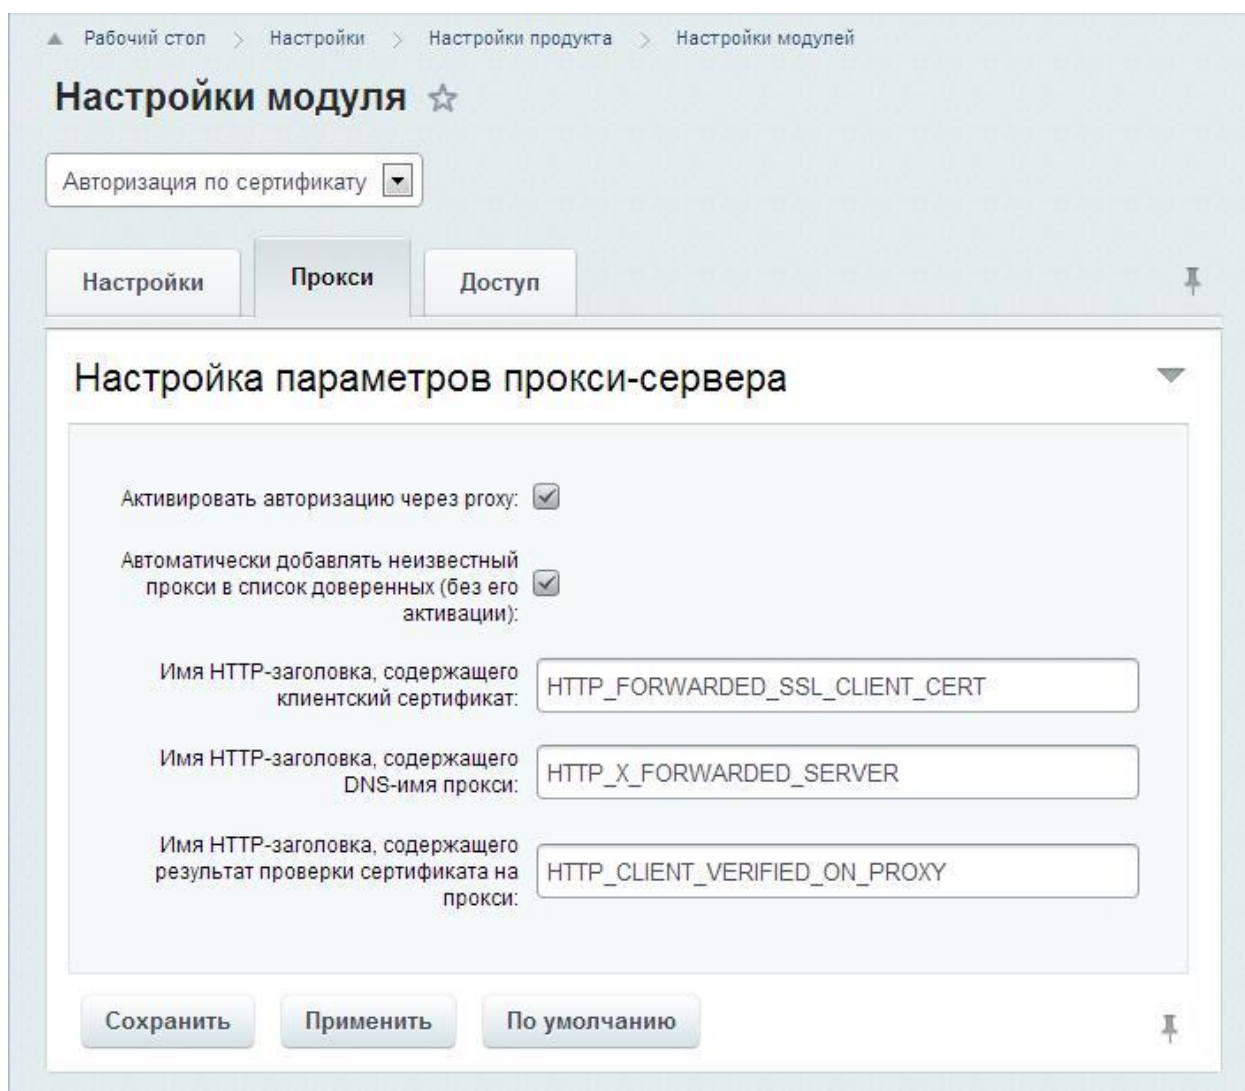 Рабочий стол > Настройки > Настройки продукта > Настройки модулей
Настройки модуля
Авторизация по сертификату
Настройки Прокси Доступ
Настройка параметров прокси-сервера
Активировать авторизацию через proxy:
Автоматически добавлять неизвестный
прокси в список доверенных (без его
активации):
Имя HTTP-заголовка, содержащего
клиентский сертификат:
HTTP_FORWARDED_SSL_CLIENT_CERT
Имя HTTP-заголовка, содержащего
DNS-имя прокси:
HTTP_X_FORWARDED_SERVER
Имя HTTP-заголовка, содержащего
результат проверки сертификата на
прокси:
HTTP_CLIENT_VERIFIED_ON_PROXY
Сохранить Применить По умолчанию